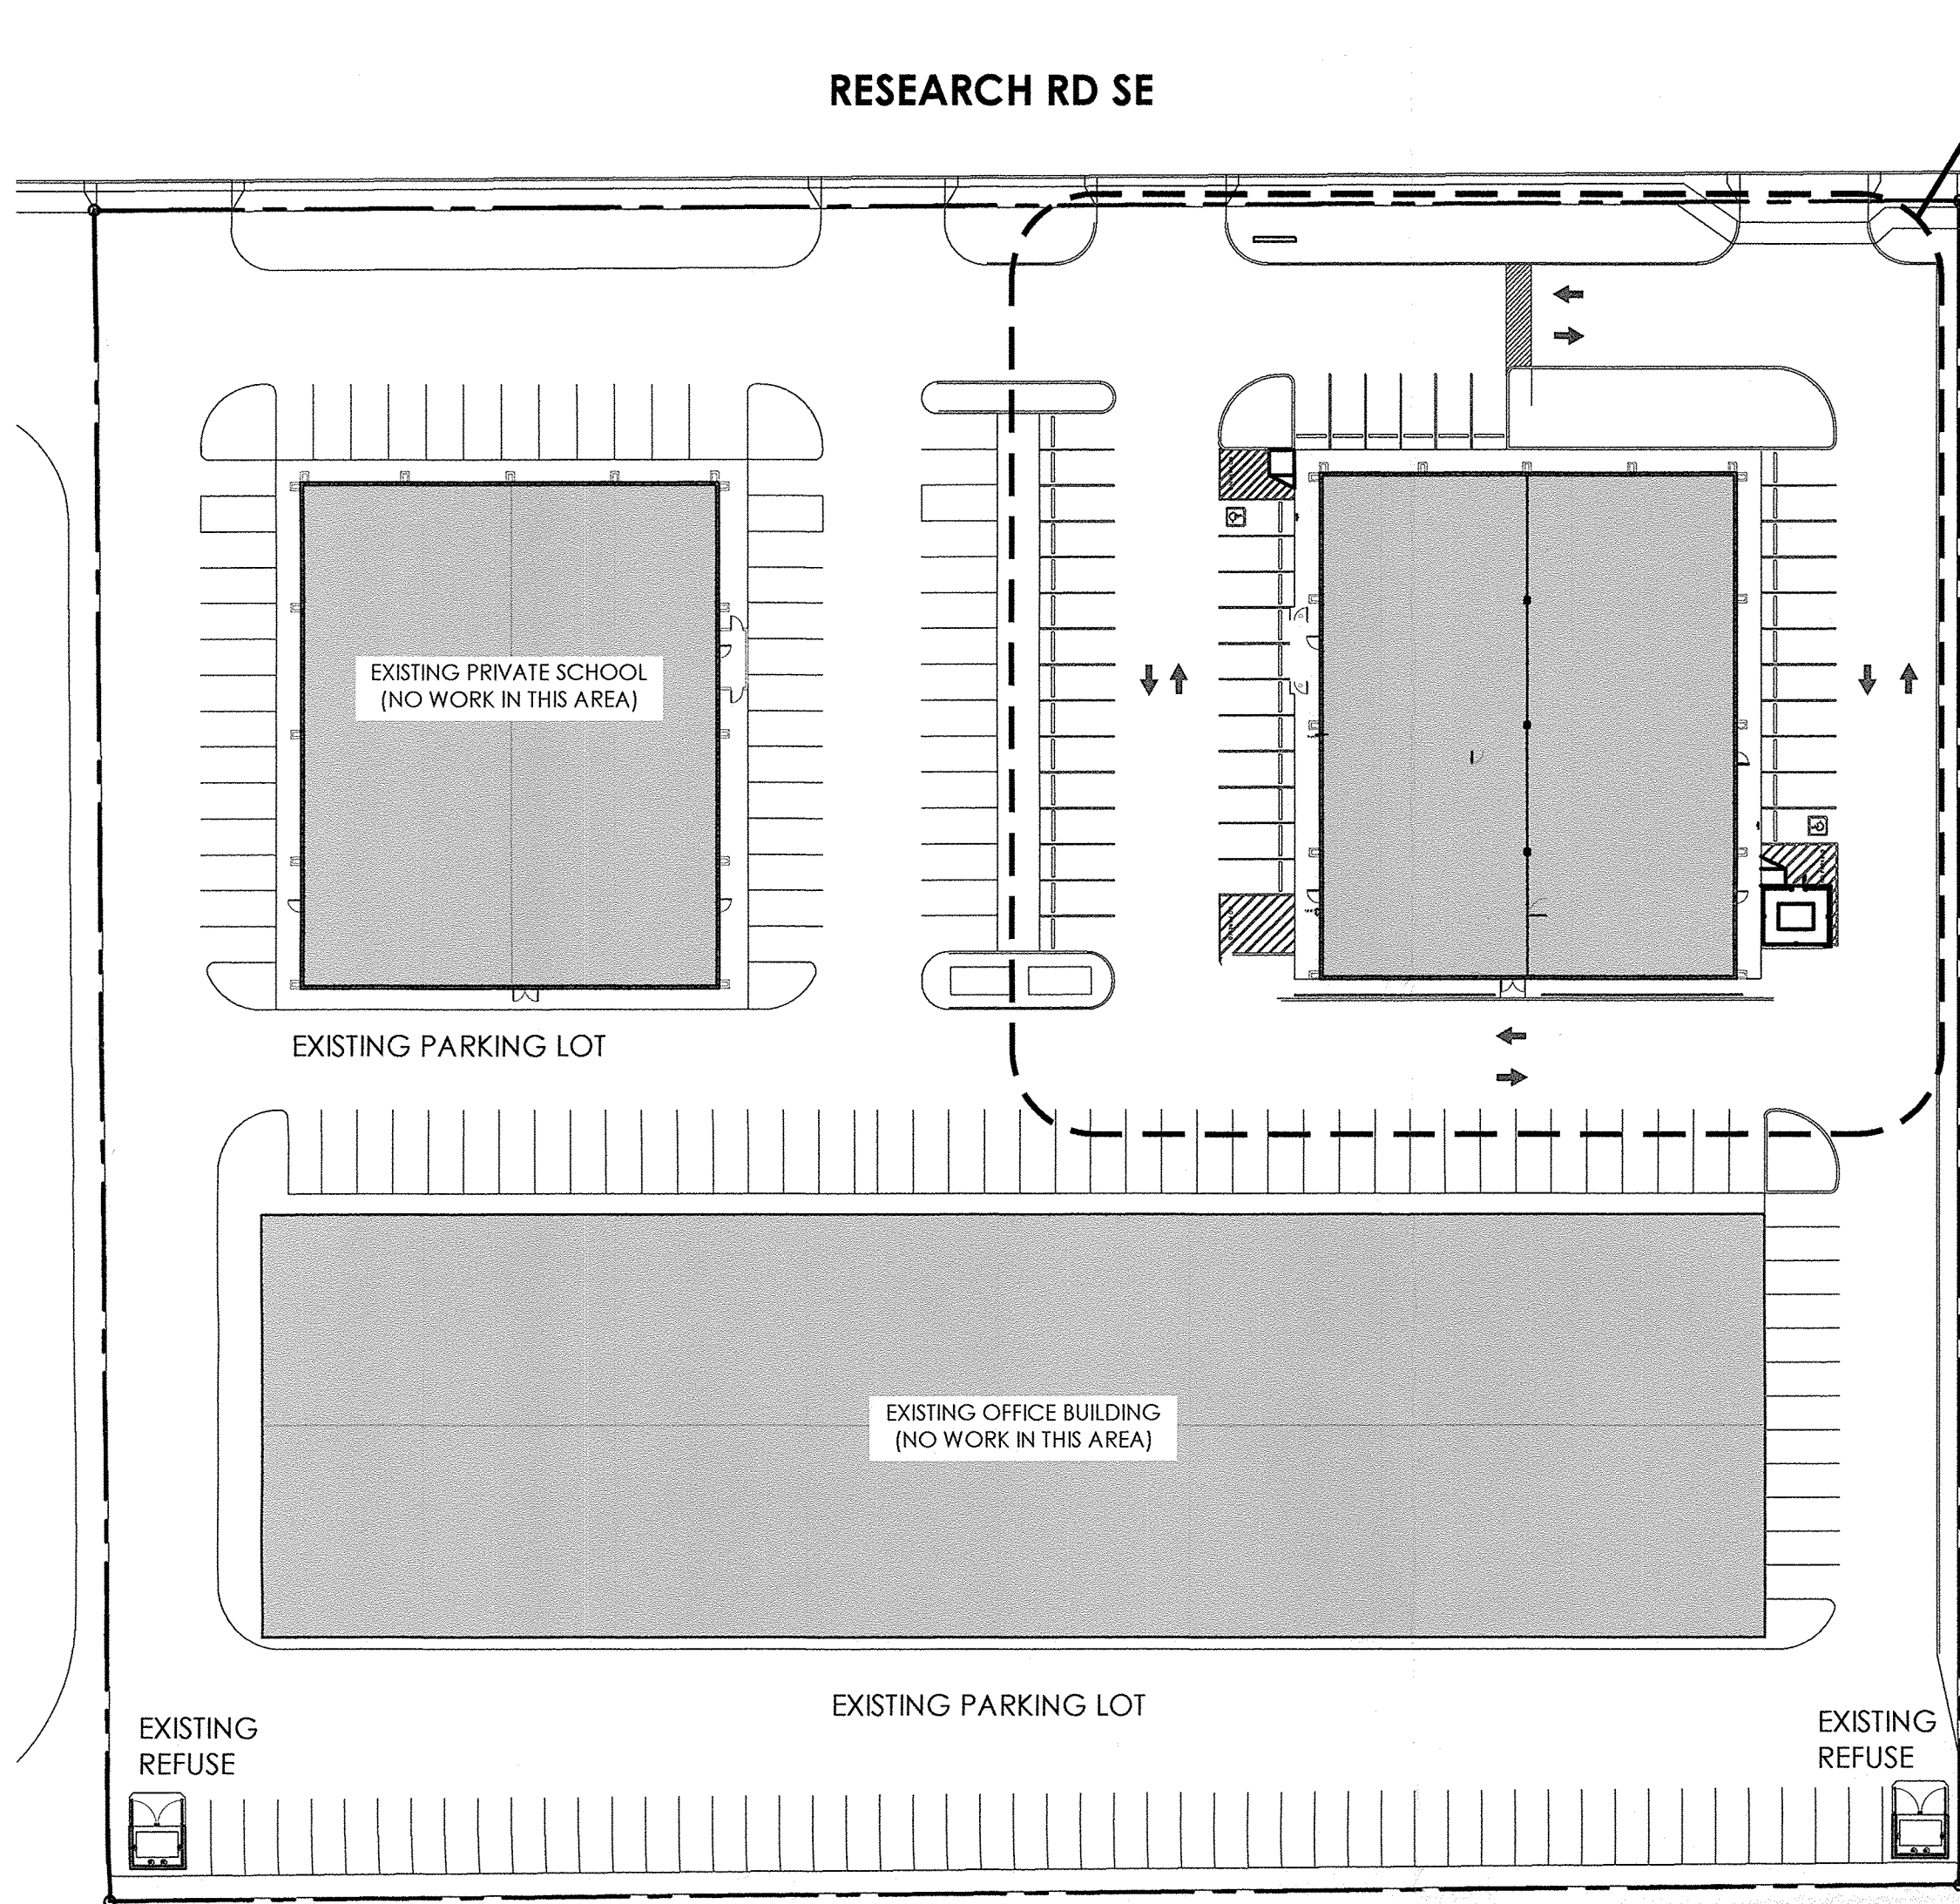 RESEARCH RD SE
EXISTING PRIVATE SCHOOL
(NO WORK IN THIS AREA)
EXISTING PARKING LOT
EXISTING OFFICE BUILDING
(NO WORK IN THIS AREA)
EXISTING PARKING LOT
EXISTING
REFUSE
EXISTING
REFUSE